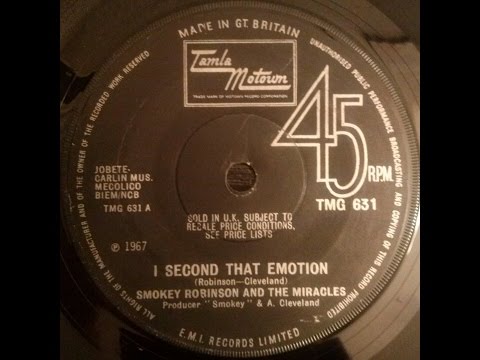 MADE IN GT. BRITAIN
UNAUTHORISED PUBLIC PERFORMANCE BROADCASTING AND COPYING OF THIS RECORD PROHIBITED
ALL RIGHTS OF THE MANUFACTURER AND OF THE OWNER OF THE RECORDED WORK RESERVED
Tamla
Motown
TRADE MARK OF MOTOWN RECORD CORPORATION
45
RPM
TMG 631
JOBETE-
CARLIN MUS.
MECOLICO
BIEM/NCB
TMG 631 A
SOLD IN U.K. SUBJECT TO
RESALE PRICE CONDITIONS,
SEE PRICE LISTS
℗ 1967
I SECOND THAT EMOTION
(Robinson—Cleveland)
SMOKEY ROBINSON AND THE MIRACLES
Producer "Smokey" & A. Cleveland
E.M.I. RECORDS LIMITED